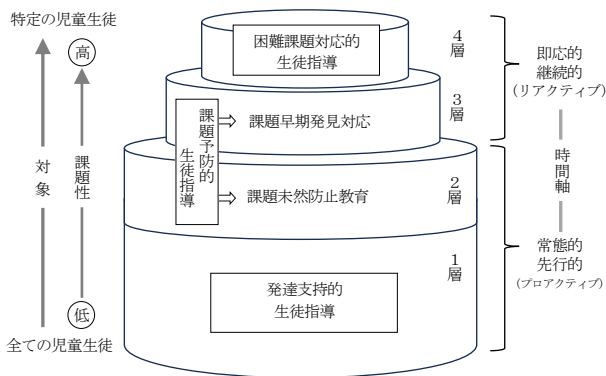 特定の児童生徒
高
対象
課題性
低
全ての児童生徒
困難課題対応的
生徒指導
4層
3層
課題予防的
生徒指導
⇒ 課題早期発見対応
⇒ 課題未然防止教育
2層
1層
発達支持的
生徒指導
即応的
継続的
(リアクティブ)
時間軸
常態的
先行的
(プロアクティブ)